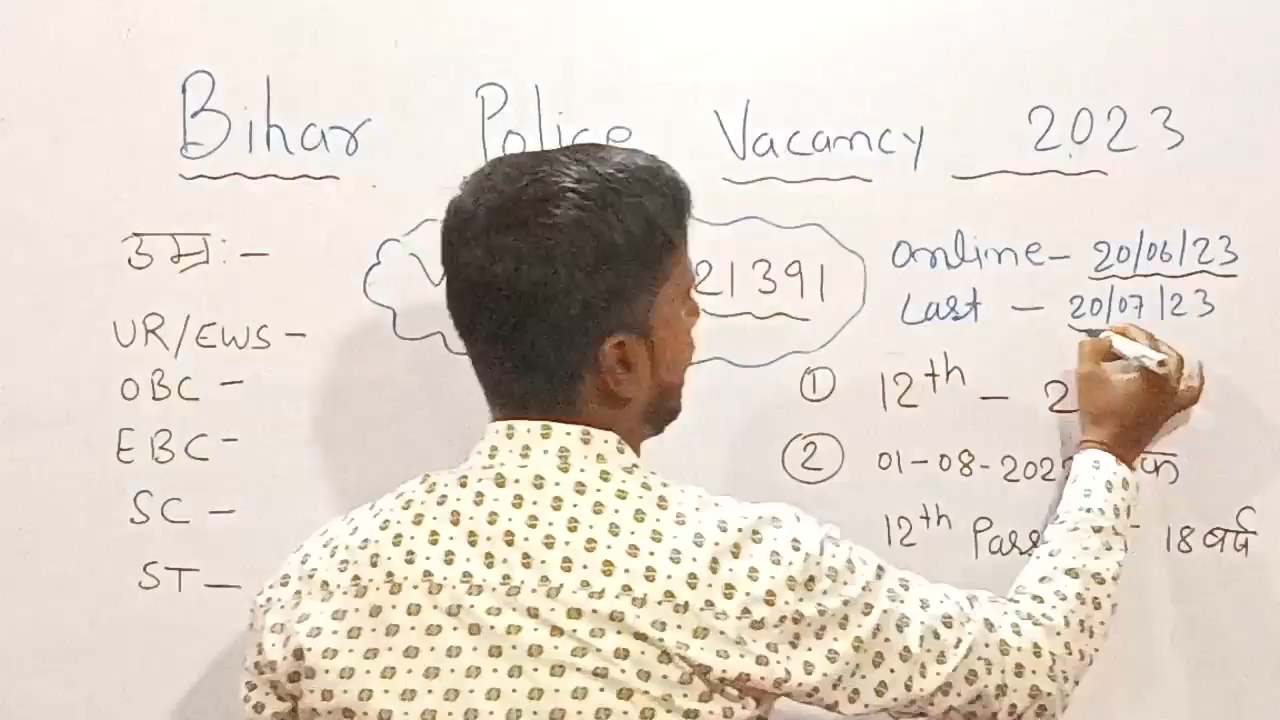 Bihar Police Vacancy 2023
उम्र :-
UR/EWS -
OBC -
EBC -
SC -
ST -
21391
Online - 20/06/23
Last - 20/07/23
① 12th - 2
② 01-08-202 तक
12th Pass - 18 वर्ष